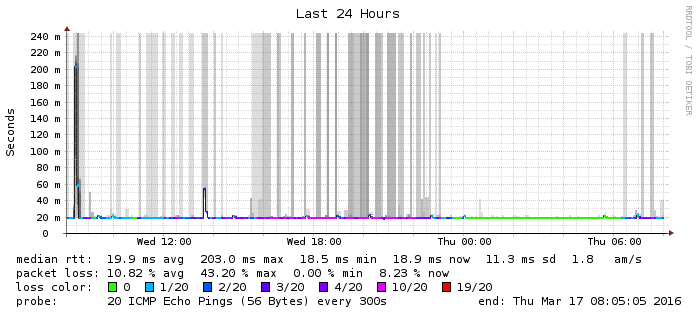 Last 24 Hours
RRDTOOL / TOBI OETIKER
Seconds
240 m
220 m
200 m
180 m
160 m
140 m
120 m
100 m
80 m
60 m
40 m
20 m
0
Wed 12:00 Wed 18:00 Thu 00:00 Thu 06:00
median rtt: 19.9 ms avg 203.0 ms max 18.5 ms min 18.9 ms now 11.3 ms sd 1.8 am/s
packet loss: 10.82 % avg 43.20 % max 0.00 % min 8.23 % now
loss color: 0 1/20 2/20 3/20 4/20 10/20 19/20
probe: 20 ICMP Echo Pings (56 Bytes) every 300s end: Thu Mar 17 08:05:05 2016